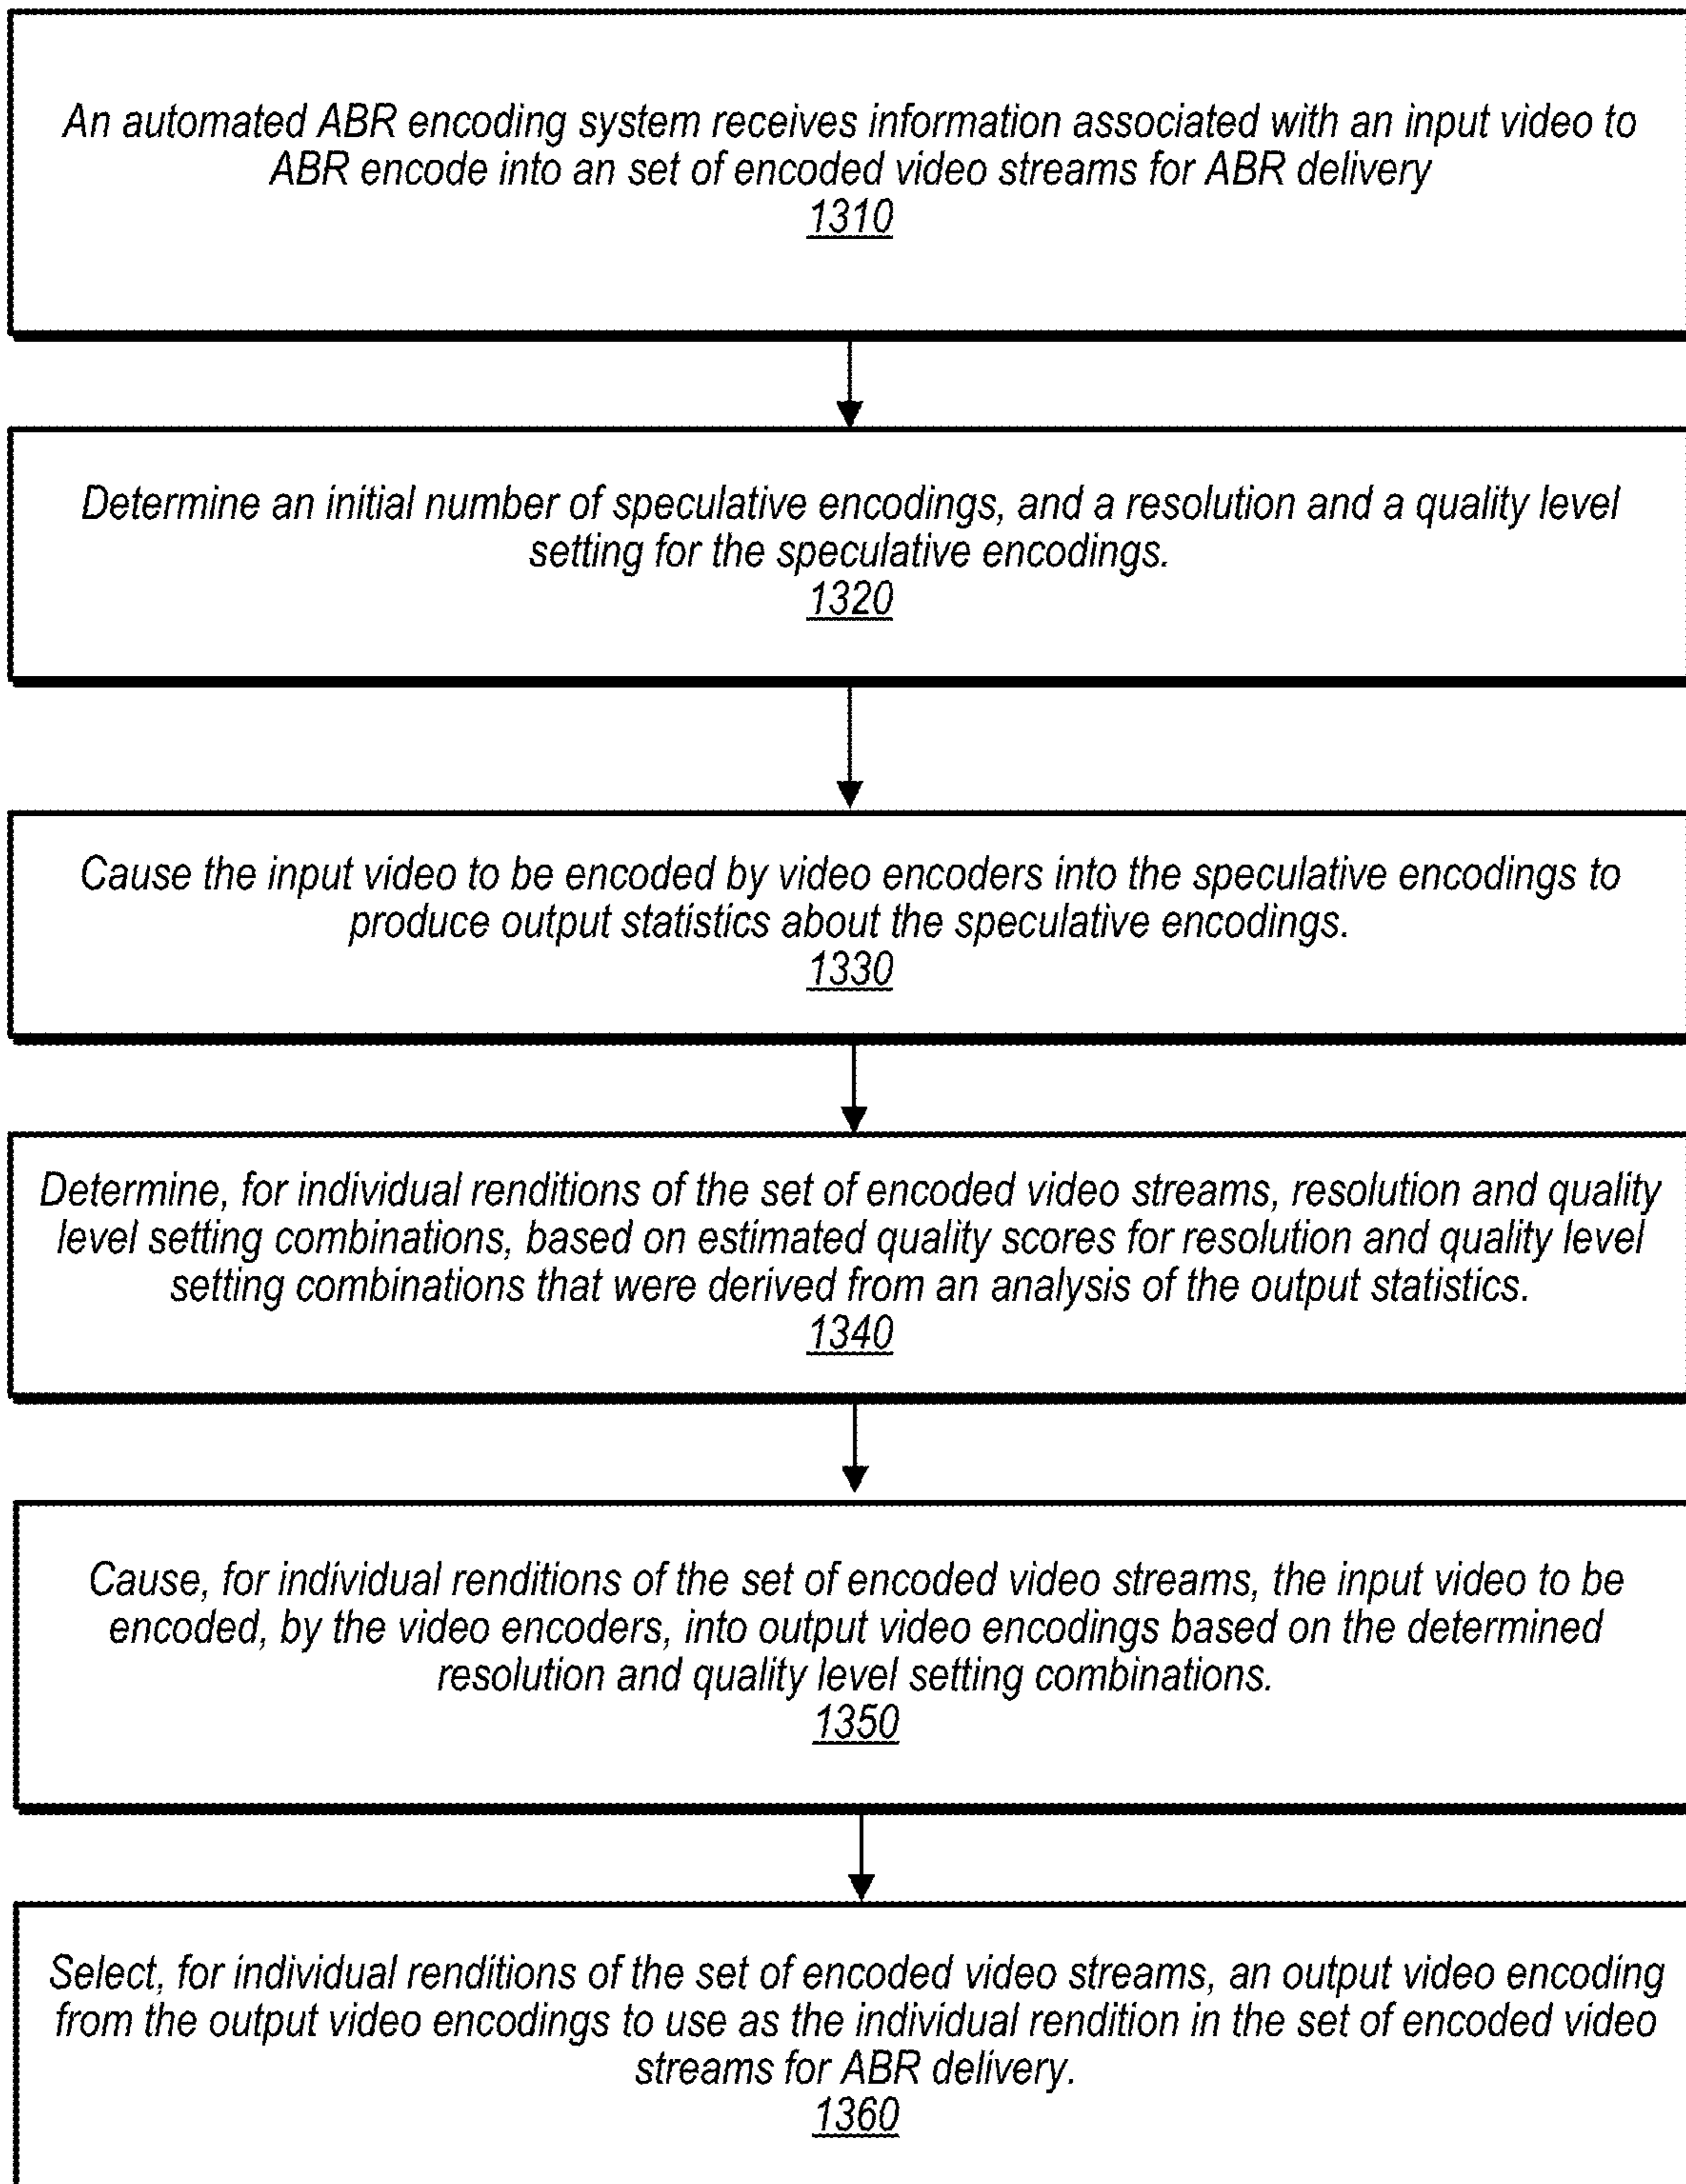 An automated ABR encoding system receives information associated with an input video to
ABR encode into an set of encoded video streams for ABR delivery
1310
Determine an initial number of speculative encodings, and a resolution and a quality level
setting for the speculative encodings.
1320
Cause the input video to be encoded by video encoders into the speculative encodings to
produce output statistics about the speculative encodings.
1330
Determine, for individual renditions of the set of encoded video streams, resolution and quality
level setting combinations, based on estimated quality scores for resolution and quality level
setting combinations that were derived from an analysis of the output statistics.
1340
Cause, for individual renditions of the set of encoded video streams, the input video to be
encoded, by the video encoders, into output video encodings based on the determined
resolution and quality level setting combinations.
1350
Select, for individual renditions of the set of encoded video streams, an output video encoding
from the output video encodings to use as the individual rendition in the set of encoded video
streams for ABR delivery.
1360